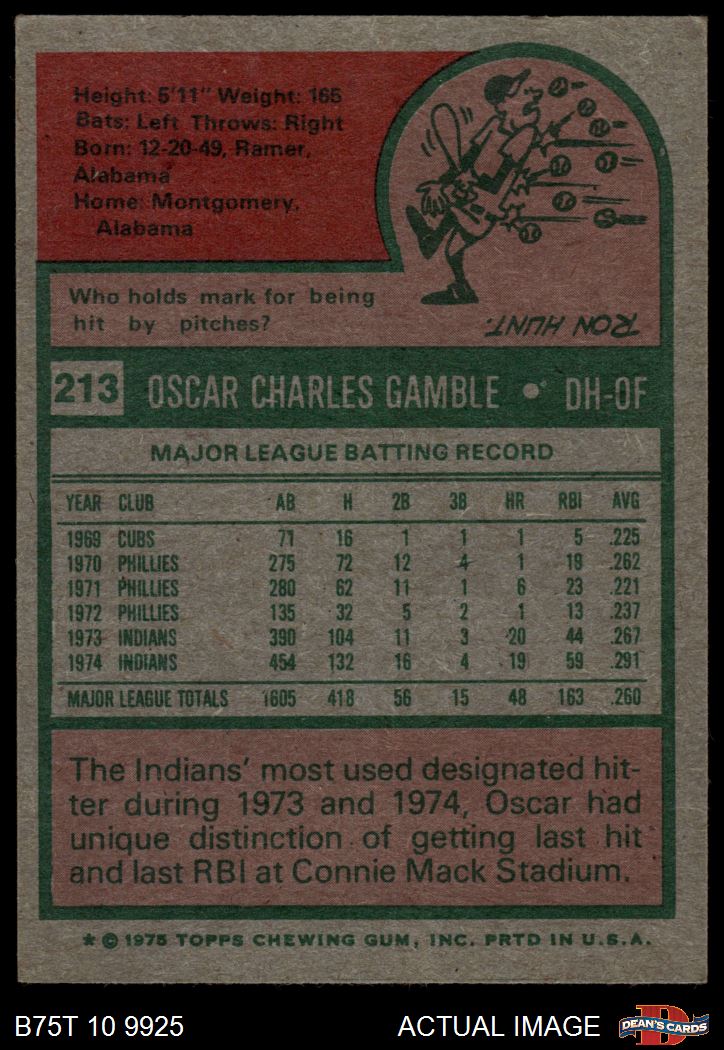 Height: 5'11" Weight: 165
Bats: Left Throws: Right
Born: 12-20-49, Ramer,
Alabama
Home: Montgomery,
Alabama
Who holds mark for being
hit by pitches?
RON HUNT.
213 OSCAR CHARLES GAMBLE • DH-OF
MAJOR LEAGUE BATTING RECORD
YEAR CLUB AB H 2B 3B HR RBI AVG
1969 CUBS 71 16 1 1 1 5 .225
1970 PHILLIES 275 72 12 4 1 19 .262
1971 PHILLIES 280 62 11 1 6 23 .221
1972 PHILLIES 135 32 5 2 1 13 .237
1973 INDIANS 390 104 11 3 20 44 .267
1974 INDIANS 454 132 16 4 19 59 .291
MAJOR LEAGUE TOTALS 1605 418 56 15 48 163 .260
The Indians' most used designated hit-
ter during 1973 and 1974, Oscar had
unique distinction of getting last hit
and last RBI at Connie Mack Stadium.
* © 1975 TOPPS CHEWING GUM, INC. PRTD IN U.S.A.
B75T 10 9925 ACTUAL IMAGE DEAN'S CARDS